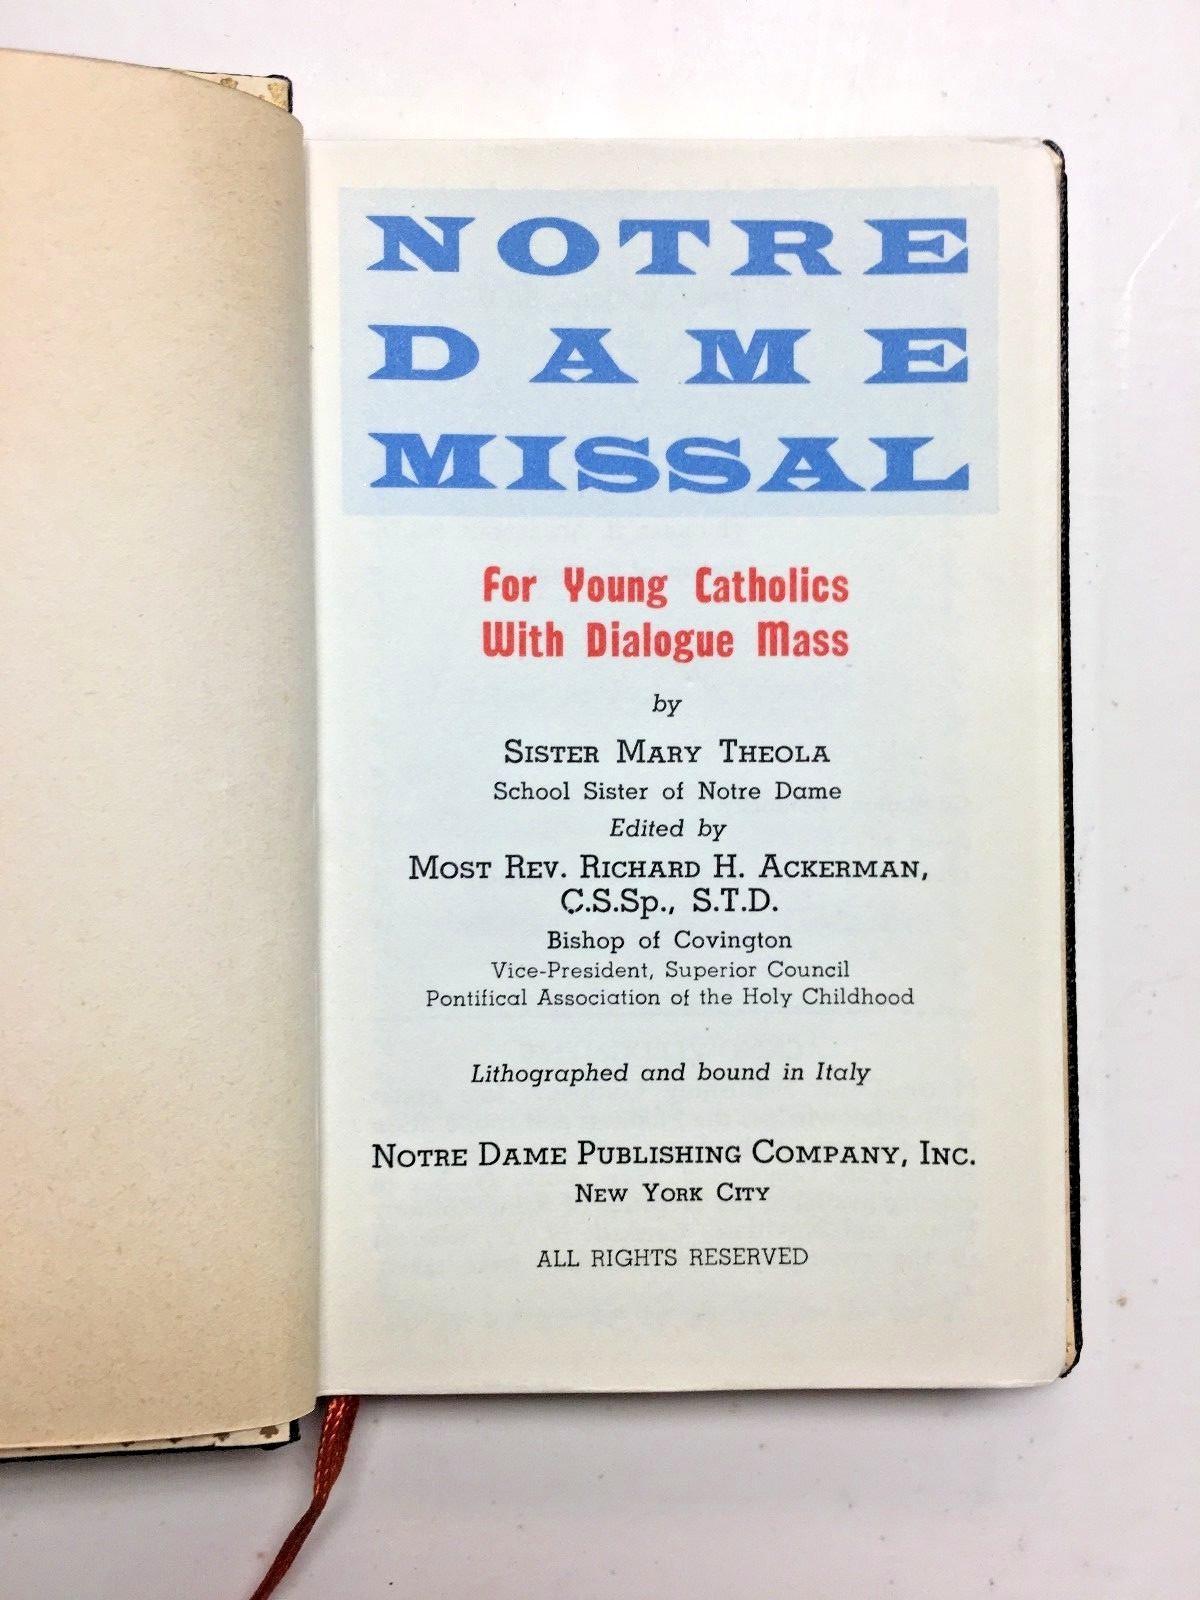 NOTRE
DAME
MISSAL
For Young Catholics
With Dialogue Mass
by
SISTER MARY THEOLA
School Sister of Notre Dame
Edited by
MOST REV. RICHARD H. ACKERMAN,
C.S.Sp., S.T.D.
Bishop of Covington
Vice-President, Superior Council
Pontifical Association of the Holy Childhood
Lithographed and bound in Italy
NOTRE DAME PUBLISHING COMPANY, INC.
NEW YORK CITY
ALL RIGHTS RESERVED